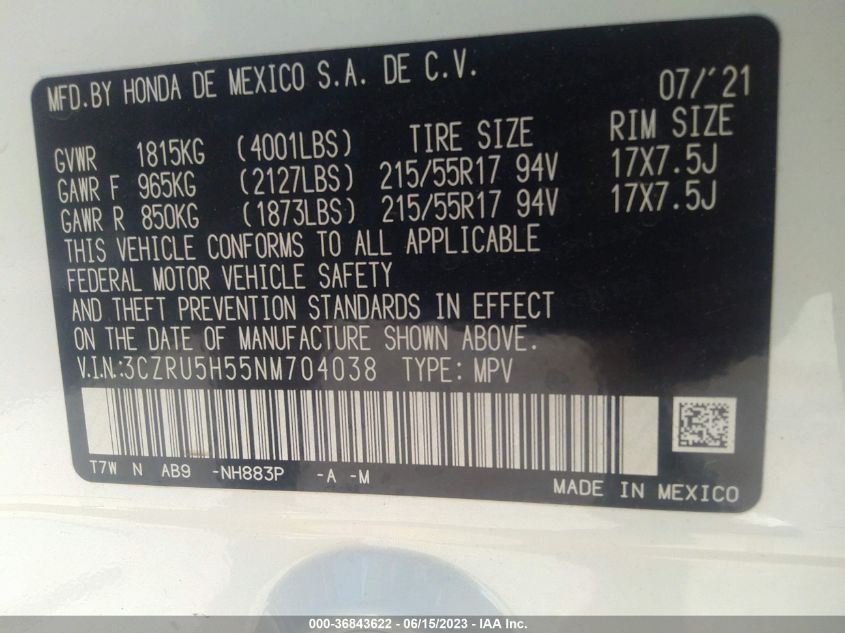 MFD.BY HONDA DE MEXICO S.A. DE C.V. 07/'21
GVWR 1815KG (4001LBS) TIRE SIZE RIM SIZE
GAWR F 965KG (2127LBS) 215/55R17 94V 17X7.5J
GAWR R 850KG (1873LBS) 215/55R17 94V 17X7.5J
THIS VEHICLE CONFORMS TO ALL APPLICABLE
FEDERAL MOTOR VEHICLE SAFETY
AND THEFT PREVENTION STANDARDS IN EFFECT
ON THE DATE OF MANUFACTURE SHOWN ABOVE.
V.I.N.:3CZRU5H55NM704038 TYPE: MPV
T7W N AB9 -NH883P -A -M
MADE IN MEXICO
000-36843622 - 06/15/2023 - IAA Inc.